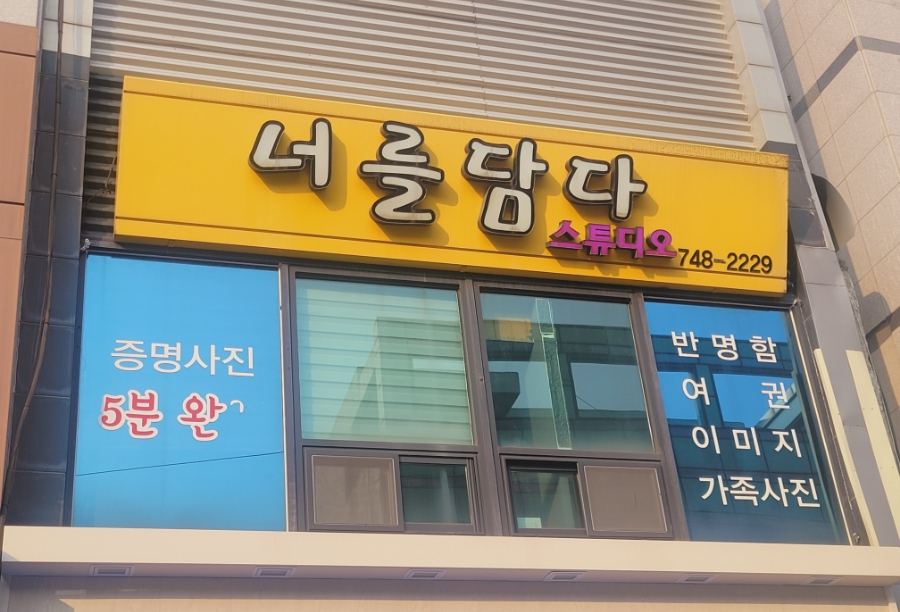 너를담다
스튜디오 748-2229
증명사진
5분 완
반명함
여권
이미지
가족사진